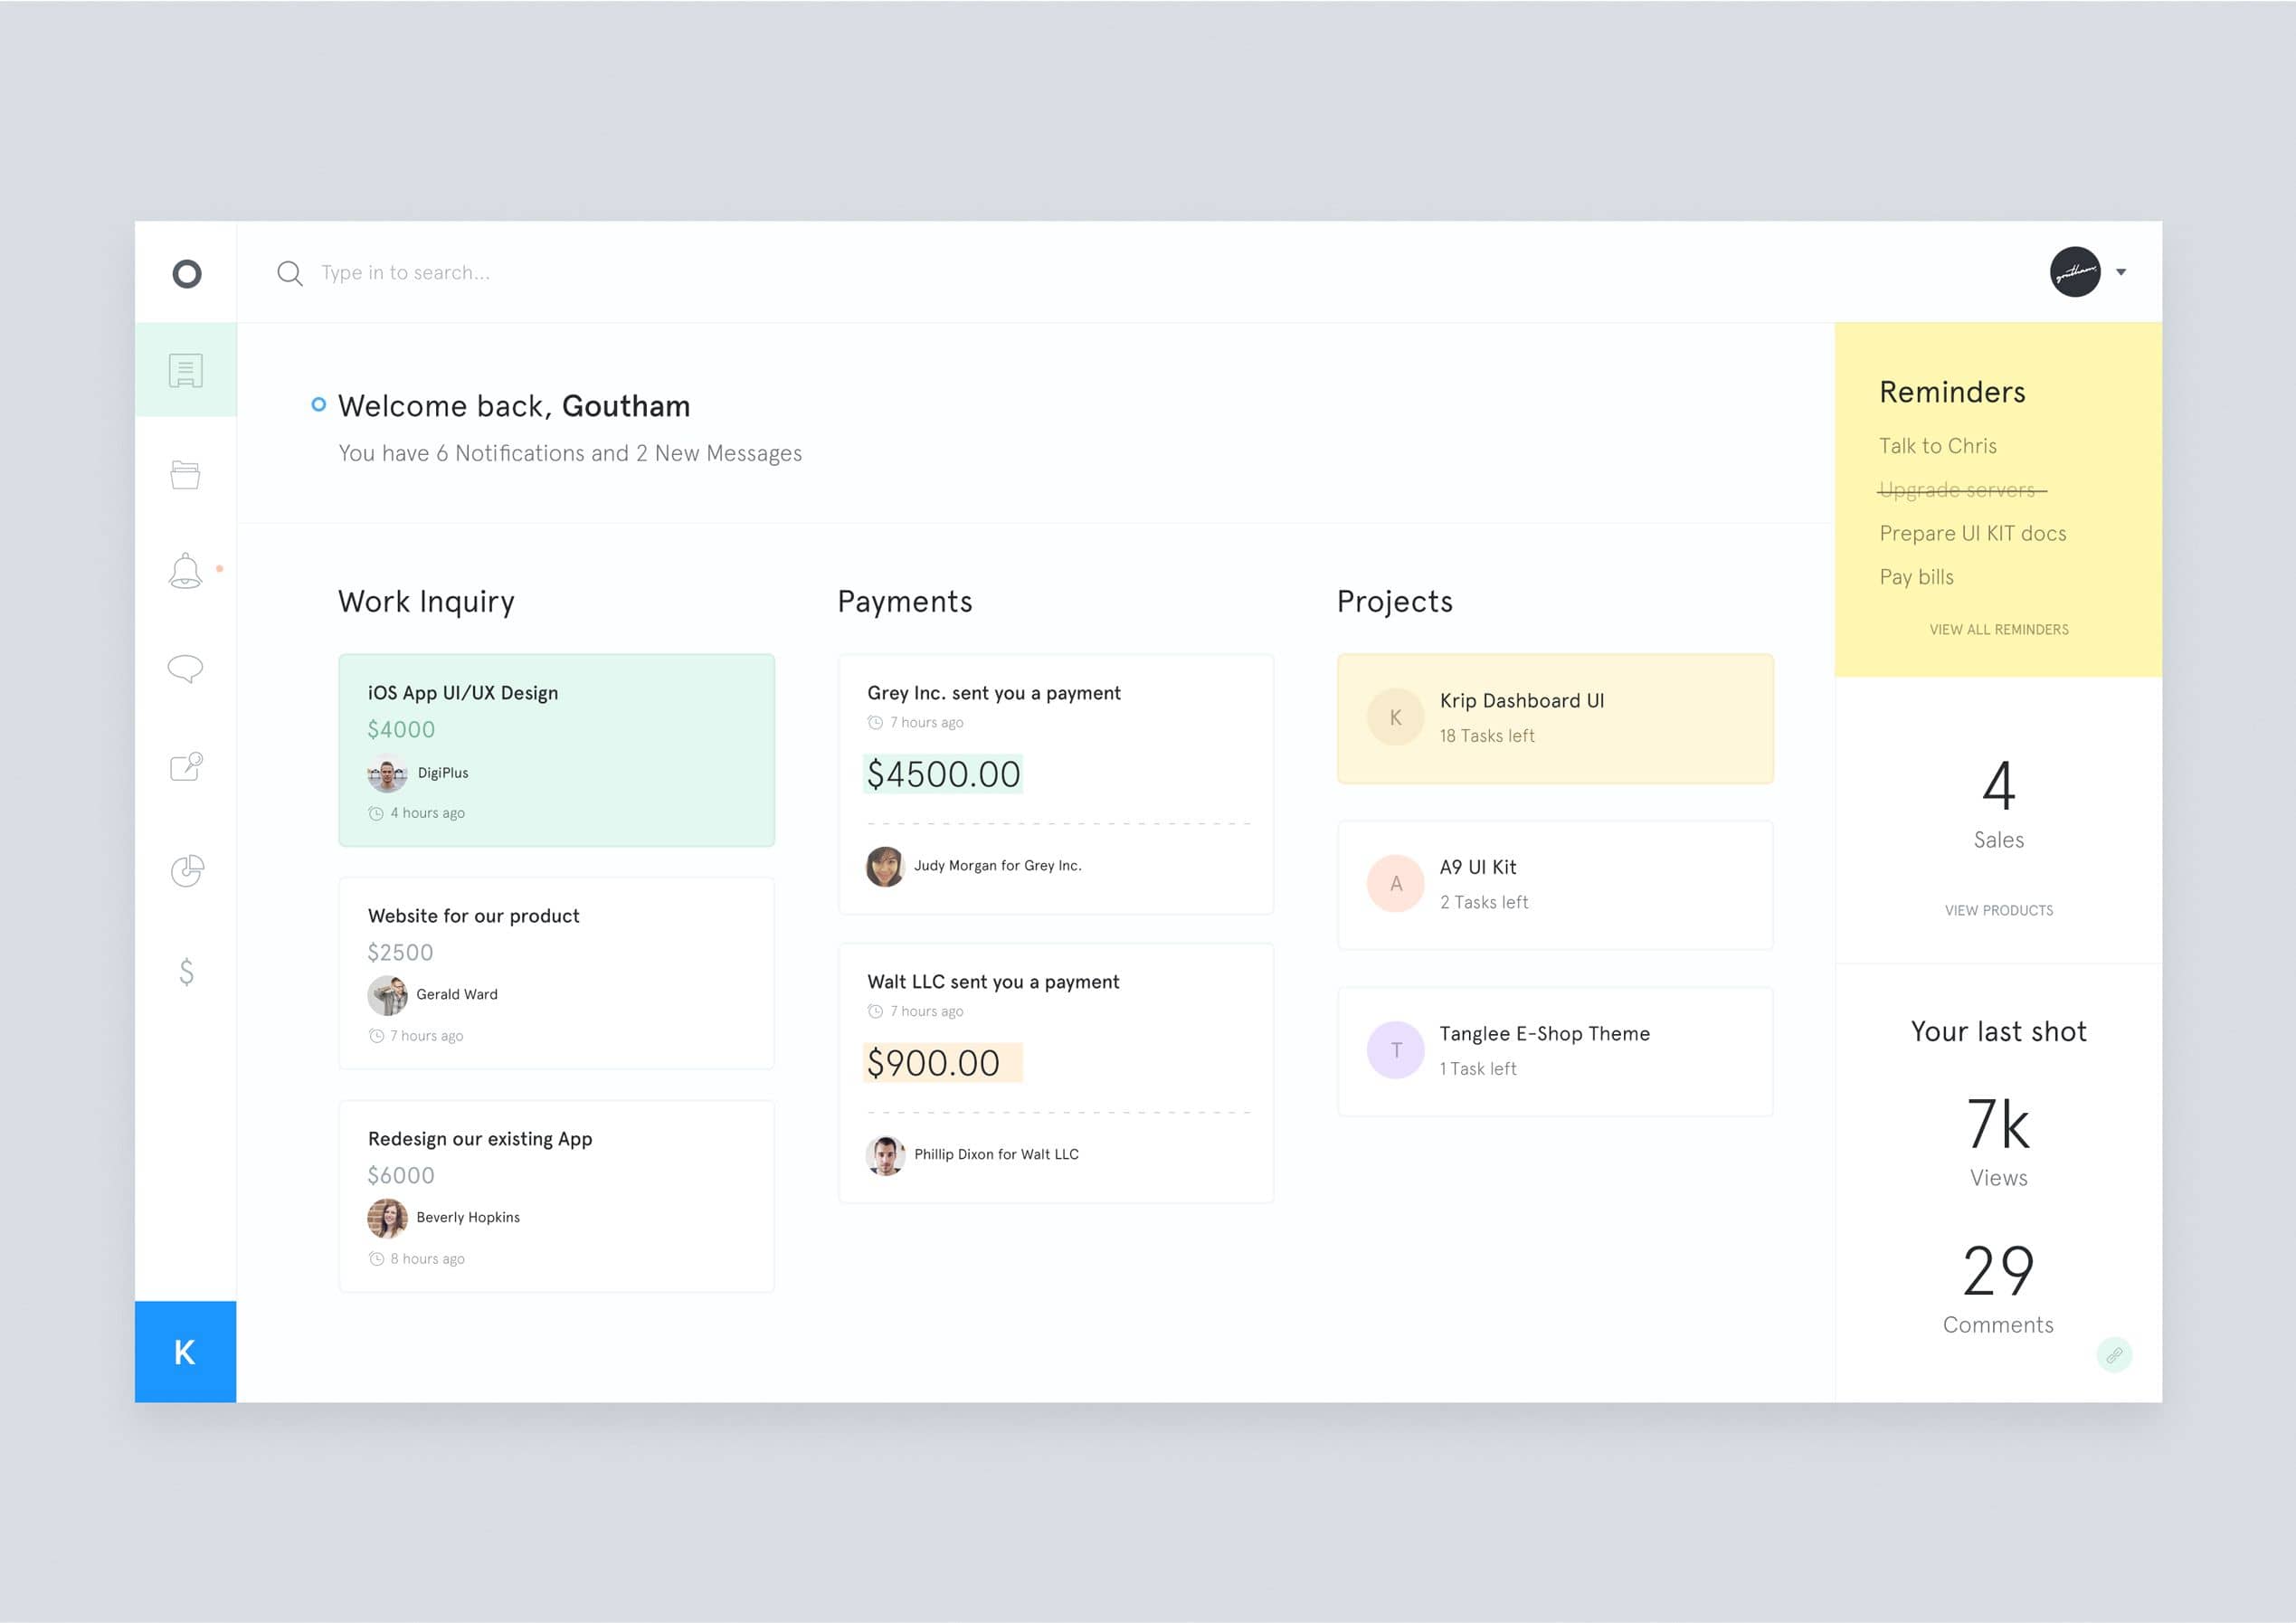 Type in to search...
goutham
Welcome back, Goutham
You have 6 Notifications and 2 New Messages
Work Inquiry
iOS App UI/UX Design
$4000
DigiPlus
4 hours ago
Website for our product
$2500
Gerald Ward
7 hours ago
Redesign our existing App
$6000
Beverly Hopkins
8 hours ago
Payments
Grey Inc. sent you a payment
7 hours ago
$4500.00
Judy Morgan for Grey Inc.
Walt LLC sent you a payment
7 hours ago
$900.00
Phillip Dixon for Walt LLC
Projects
K
Krip Dashboard UI
18 Tasks left
A
A9 UI Kit
2 Tasks left
T
Tanglee E-Shop Theme
1 Task left
Reminders
Talk to Chris
Upgrade servers
Prepare UI KIT docs
Pay bills
VIEW ALL REMINDERS
4
Sales
VIEW PRODUCTS
Your last shot
7k
Views
29
Comments
$
K